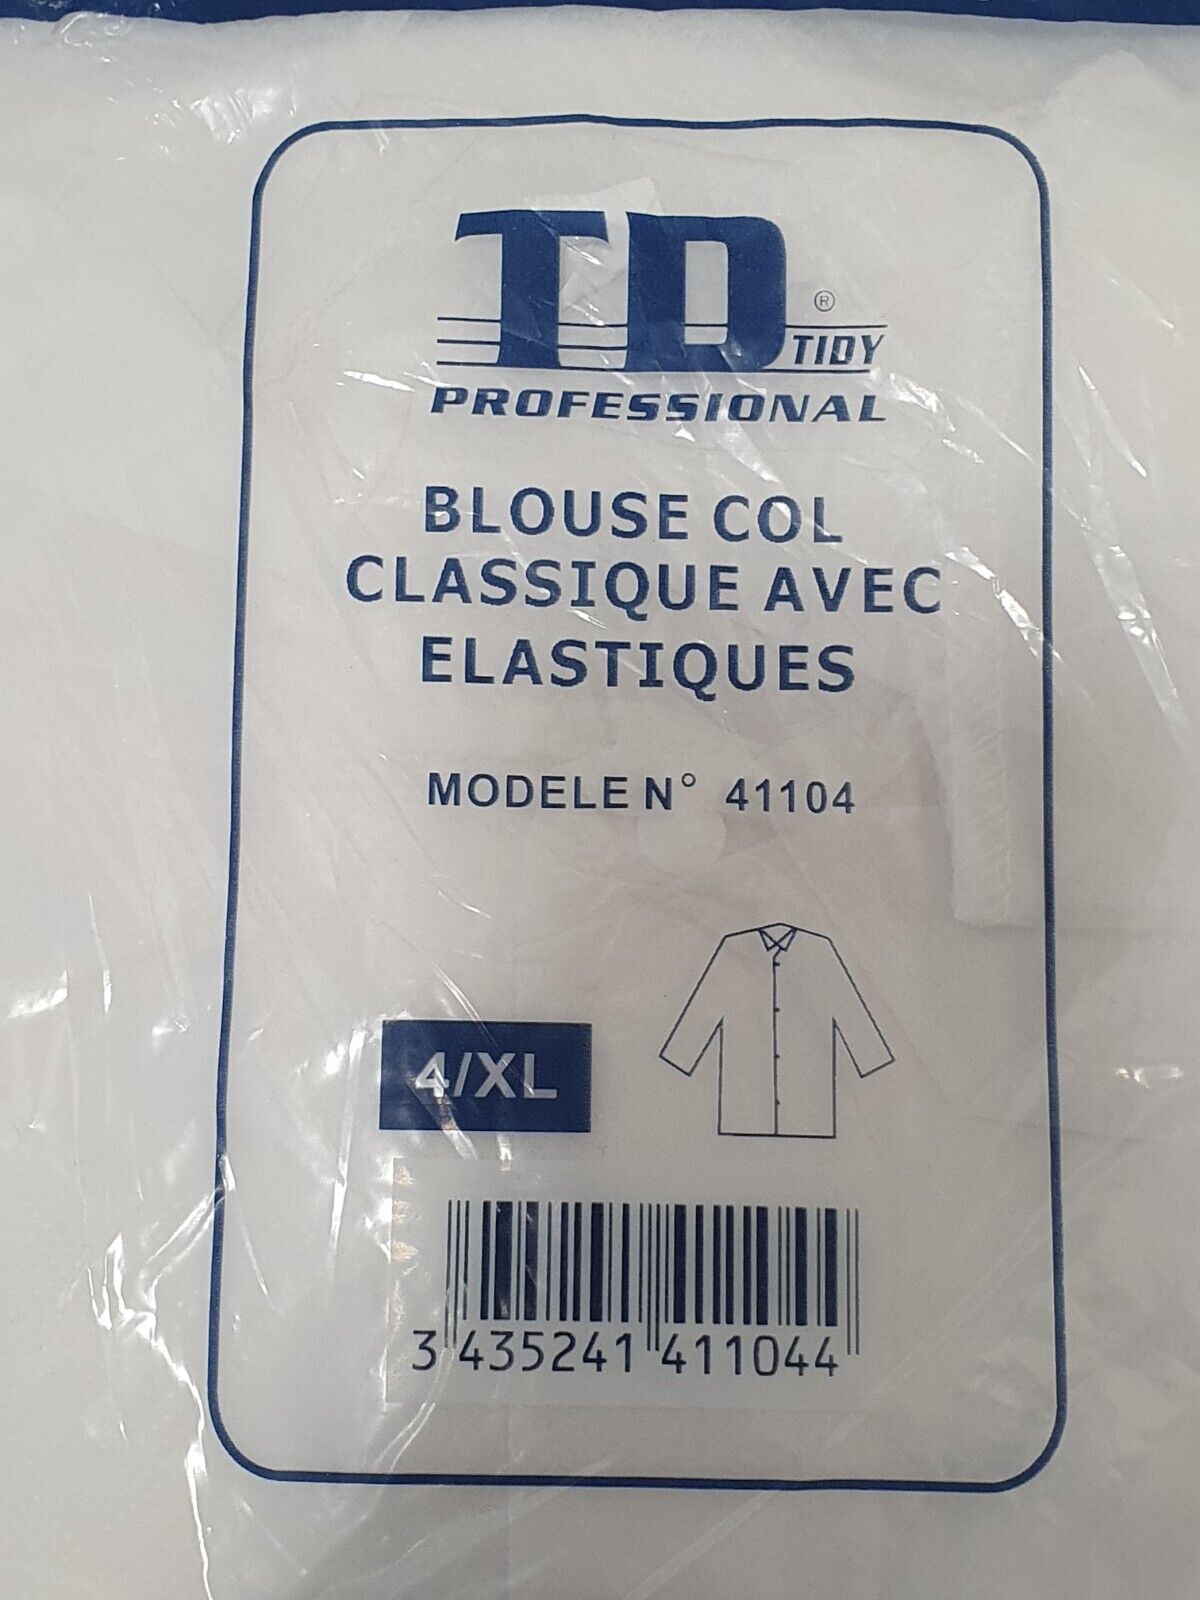 TD ®
TIDY
PROFESSIONAL
BLOUSE COL
CLASSIQUE AVEC
ELASTIQUES
MODELE N° 41104
4/XL
3 435241 411044